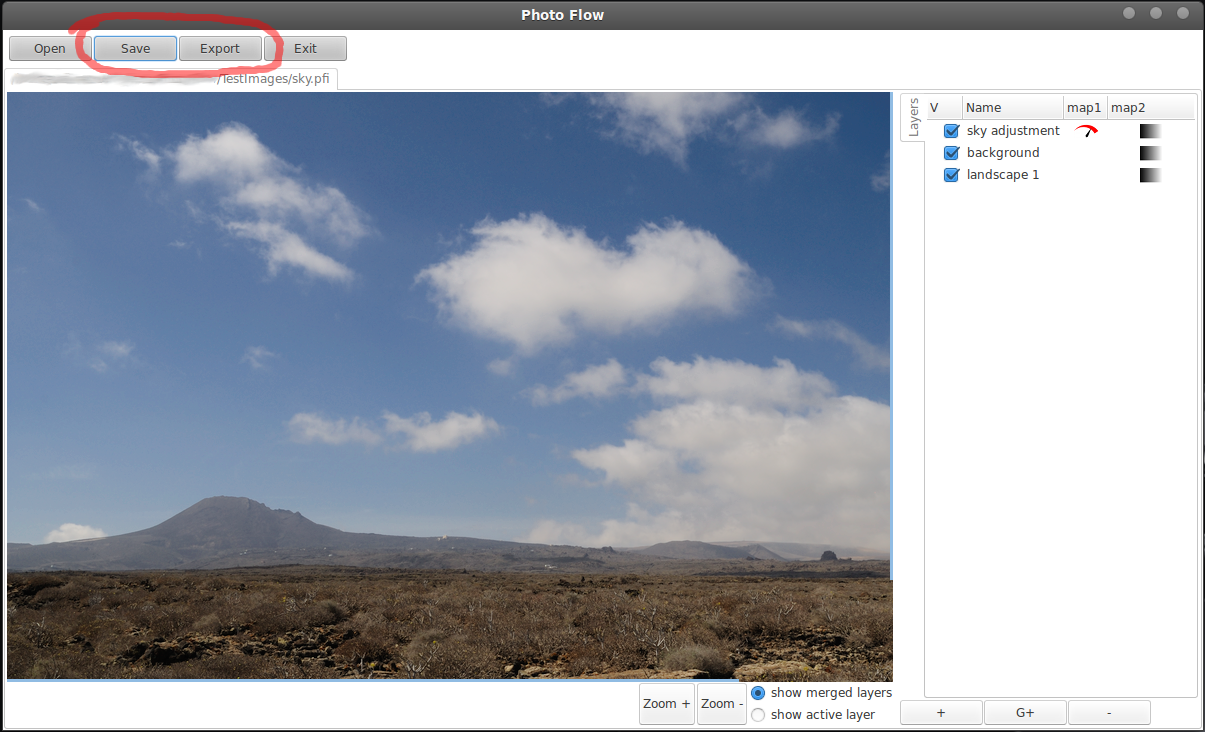 Photo Flow
Open Save Export Exit
/TestImages/sky.pfi
Layers
V Name map1 map2
sky adjustment
background
landscape 1
Zoom + Zoom -
show merged layers
show active layer
+ G+ -